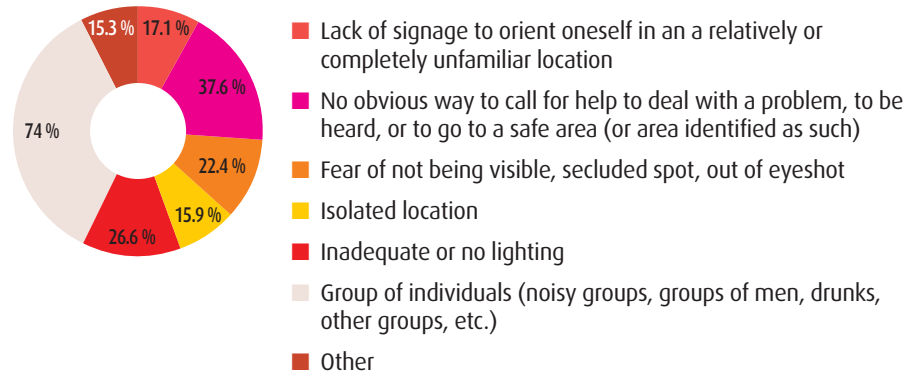 15.3 %
17.1 %
37.6 %
74 %
22.4 %
15.9 %
26.6 %
Lack of signage to orient oneself in an a relatively or
completely unfamiliar location
No obvious way to call for help to deal with a problem, to be
heard, or to go to a safe area (or area identified as such)
Fear of not being visible, secluded spot, out of eyeshot
Isolated location
Inadequate or no lighting
Group of individuals (noisy groups, groups of men, drunks,
other groups, etc.)
Other